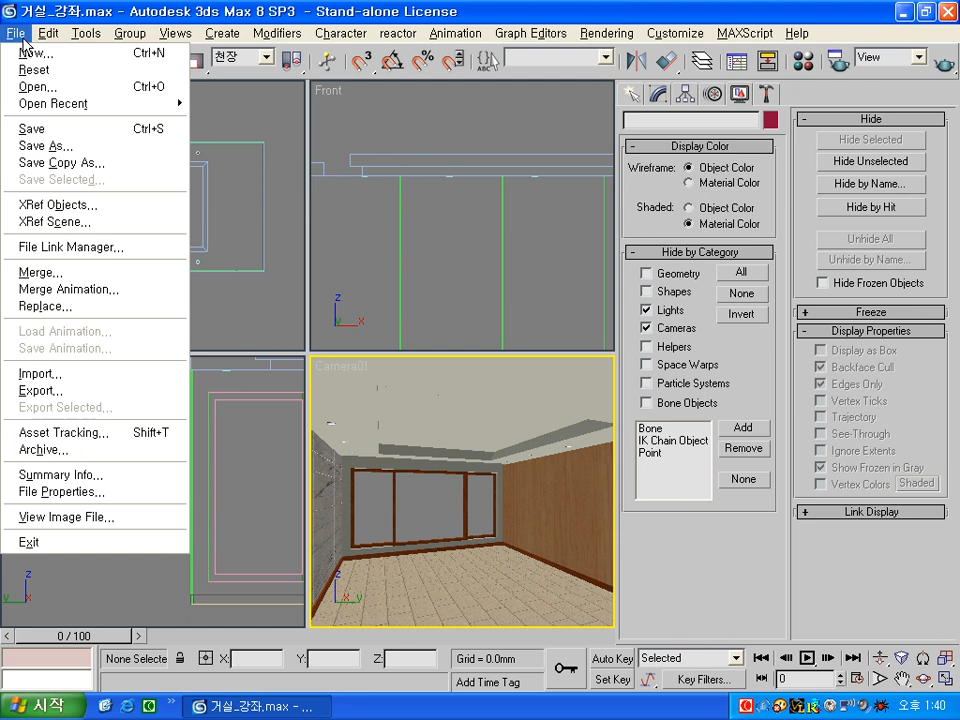 거실_강좌.max - Autodesk 3ds Max 8 SP3 - Stand-alone License
File Edit Tools Group Views Create Modifiers Character reactor Animation Graph Editors Rendering Customize MAXScript Help
New... Ctrl+N
Reset
Open... Ctrl+O
Open Recent
Save Ctrl+S
Save As...
Save Copy As...
Save Selected...
XRef Objects...
XRef Scene...
File Link Manager...
Merge...
Merge Animation...
Replace...
Load Animation...
Save Animation...
Import...
Export...
Export Selected...
Asset Tracking... Shift+T
Archive...
Summary Info...
File Properties...
View Image File...
Exit
천장
View
Front
z
x
y
Camera01
z
x
y
z
y
x
Display Color
Wireframe: Object Color
Material Color
Shaded: Object Color
Material Color
Hide by Category
Geometry All
Shapes None
Lights Invert
Cameras
Helpers
Space Warps
Particle Systems
Bone Objects
Bone
IK Chain Object
Point
Add
Remove
None
Hide
Hide Selected
Hide Unselected
Hide by Name...
Hide by Hit
Unhide All
Unhide by Name...
Hide Frozen Objects
Freeze
Display Properties
Display as Box
Backface Cull
Edges Only
Vertex Ticks
Trajectory
See-Through
Ignore Extents
Show Frozen in Gray
Vertex Colors Shaded
Link Display
0 / 100
None Selecte X: Y: Z: Grid = 0.0mm Auto Key Selected
Add Time Tag Set Key Key Filters... 0
시작 거실_강좌.max - ... 오후 1:40